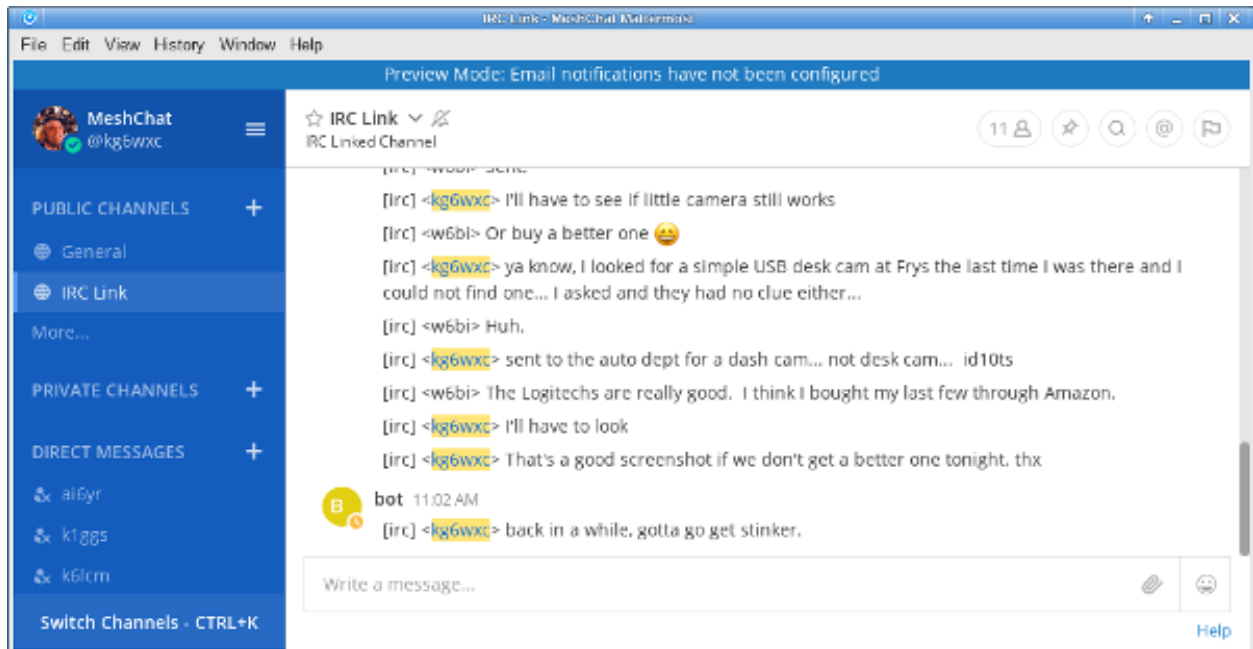 IRC Link - MeshChat Mattermost
File Edit View History Window Help
Preview Mode: Email notifications have not been configured
MeshChat
@kg6wxc
PUBLIC CHANNELS +
General
IRC Link
More...
PRIVATE CHANNELS +
DIRECT MESSAGES +
ai6yr
k1ggs
k6lcm
Switch Channels - CTRL+K
IRC Link
IRC Linked Channel
11
@
[irc] <w6bi> Sent.
[irc] <kg6wxc> I'll have to see if little camera still works
[irc] <w6bi> Or buy a better one 😄
[irc] <kg6wxc> ya know, I looked for a simple USB desk cam at Frys the last time I was there and I
could not find one... I asked and they had no clue either...
[irc] <w6bi> Huh.
[irc] <kg6wxc> sent to the auto dept for a dash cam... not desk cam... id10ts
[irc] <w6bi> The Logitechs are really good. I think I bought my last few through Amazon.
[irc] <kg6wxc> I'll have to look
[irc] <kg6wxc> That's a good screenshot if we don't get a better one tonight. thx
B
bot 11:02 AM
[irc] <kg6wxc> back in a while, gotta go get stinker.
Write a message...
Help